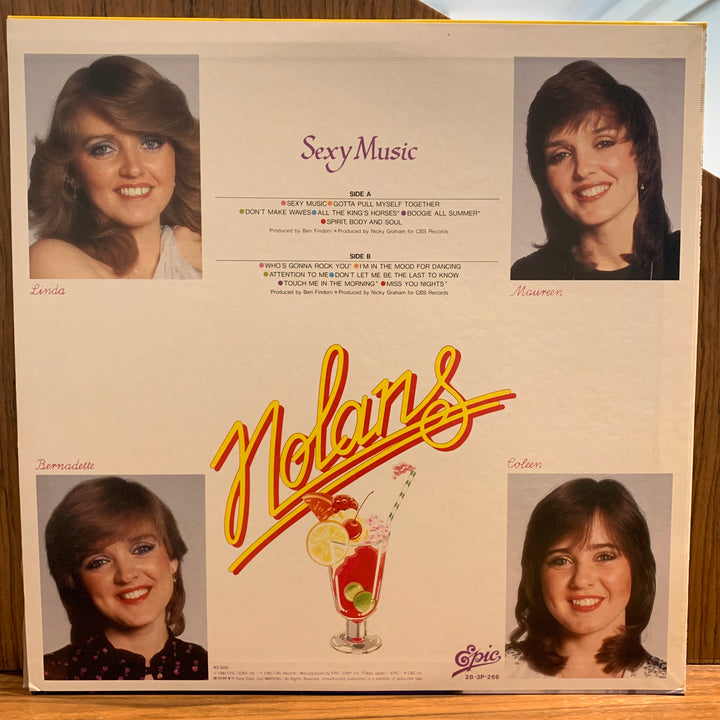 Sexy Music
SIDE A
●SEXY MUSIC●GOTTA PULL MYSELF TOGETHER
●DON'T MAKE WAVES●ALL THE KING'S HORSES*●BOOGIE ALL SUMMER*
●SPIRIT, BODY AND SOUL
Produced by Ben Findon/*Produced by Nicky Graham for CBS Records
SIDE B
●WHO'S GONNA ROCK YOU*●I'M IN THE MOOD FOR DANCING
●ATTENTION TO ME●DON'T LET ME BE THE LAST TO KNOW
●TOUCH ME IN THE MORNING*●MISS YOU NIGHTS*
Produced by Ben Findon/*Produced by Nicky Graham for CBS Records
Linda
Maureen
Nolans
Bernadette
Coleen
Epic
28-3P-266
¥2,800
SONY